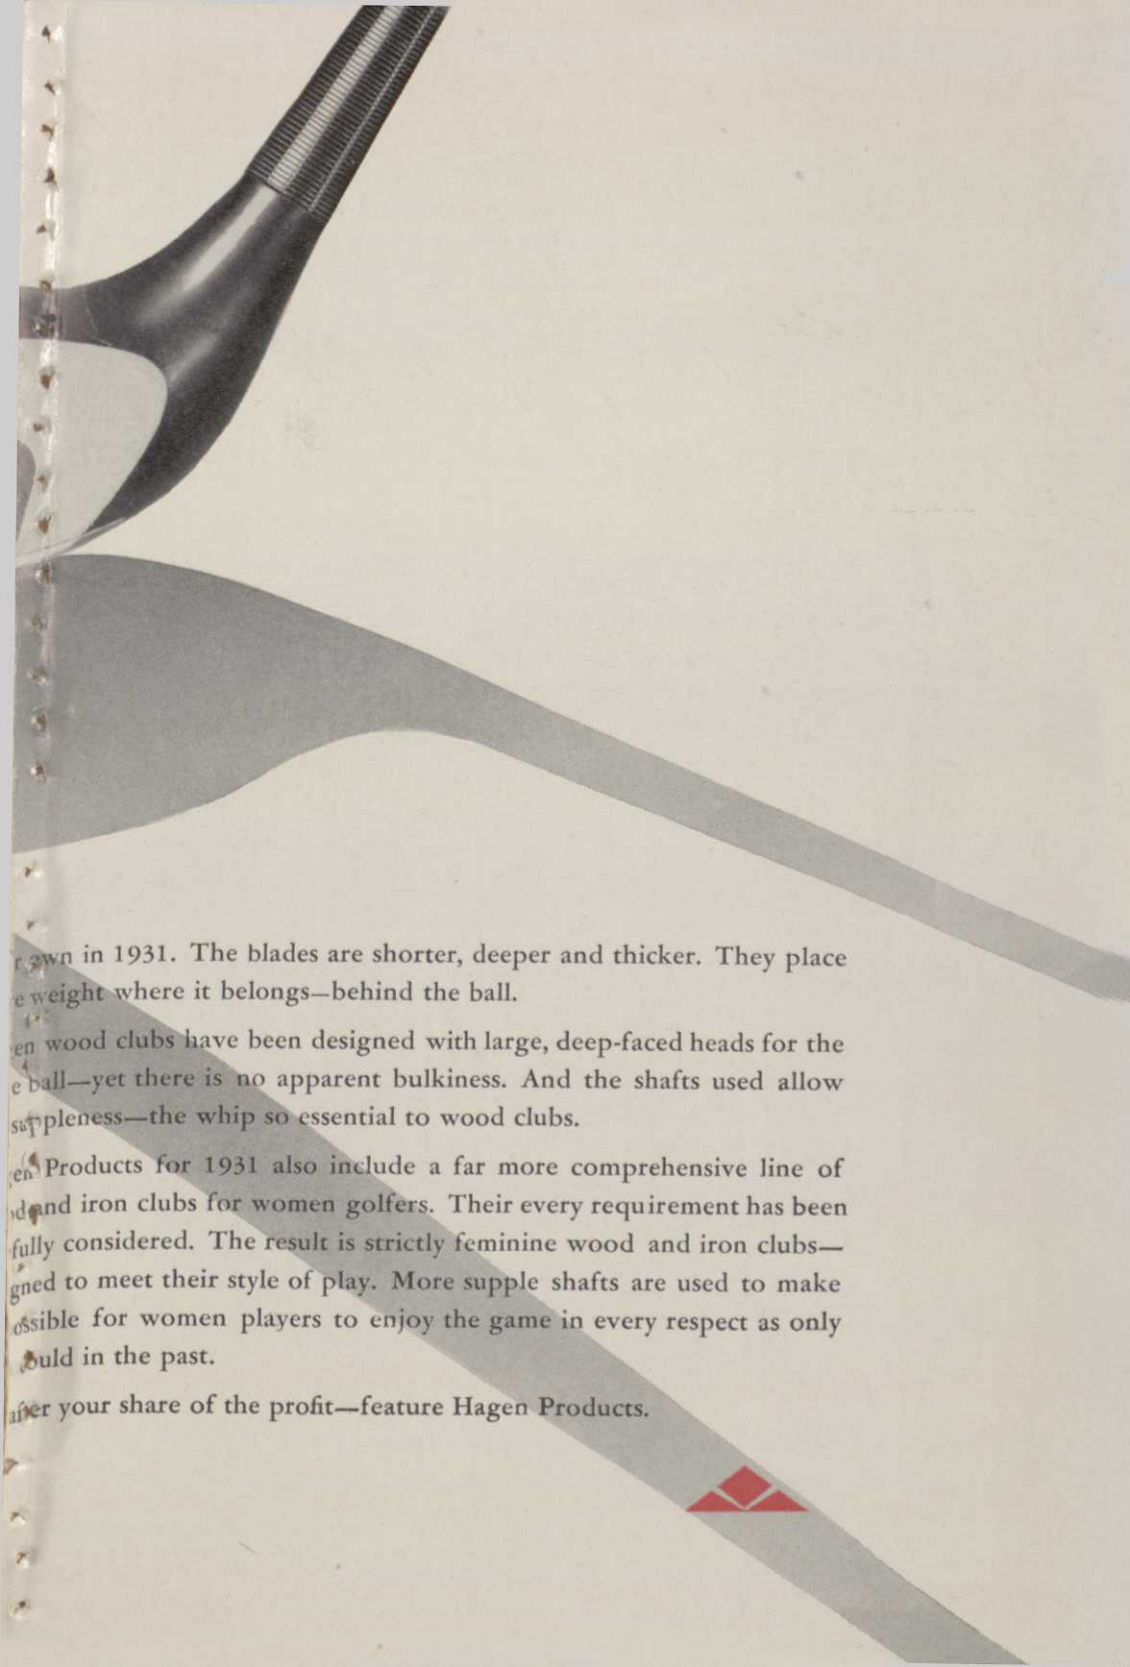 in 1931. The blades are shorter, deeper and thicker. They place
weight where it belongs—behind the ball.
wood clubs have been designed with large, deep-faced heads for the
ball—yet there is no apparent bulkiness. And the shafts used allow
suppleness—the whip so essential to wood clubs.
Products for 1931 also include a far more comprehensive line of
and iron clubs for women golfers. Their every requirement has been
fully considered. The result is strictly feminine wood and iron clubs—
gned to meet their style of play. More supple shafts are used to make
ossible for women players to enjoy the game in every respect as only
ould in the past.
after your share of the profit—feature Hagen Products.